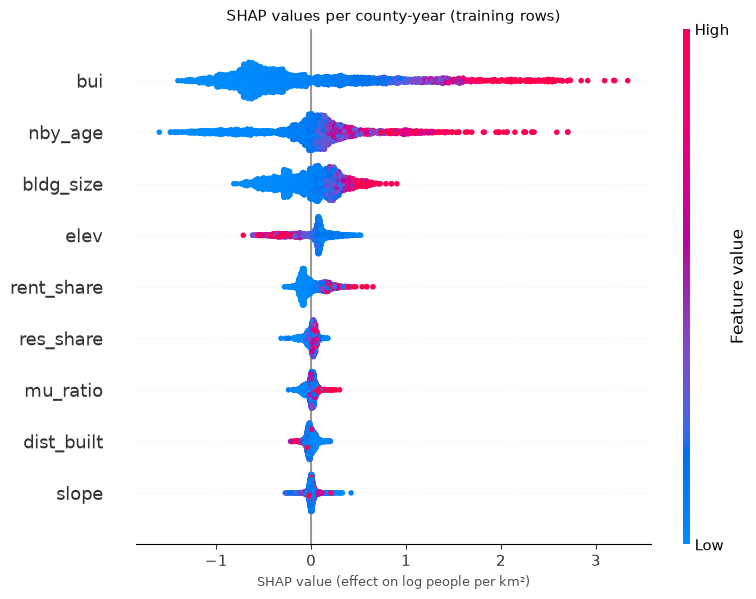 SHAP values per county-year (training rows)
High
bui
nby_age
bldg_size
elev
rent_share
res_share
mu_ratio
dist_built
slope
Feature value
Low
−1 0 1 2 3
SHAP value (effect on log people per km²)